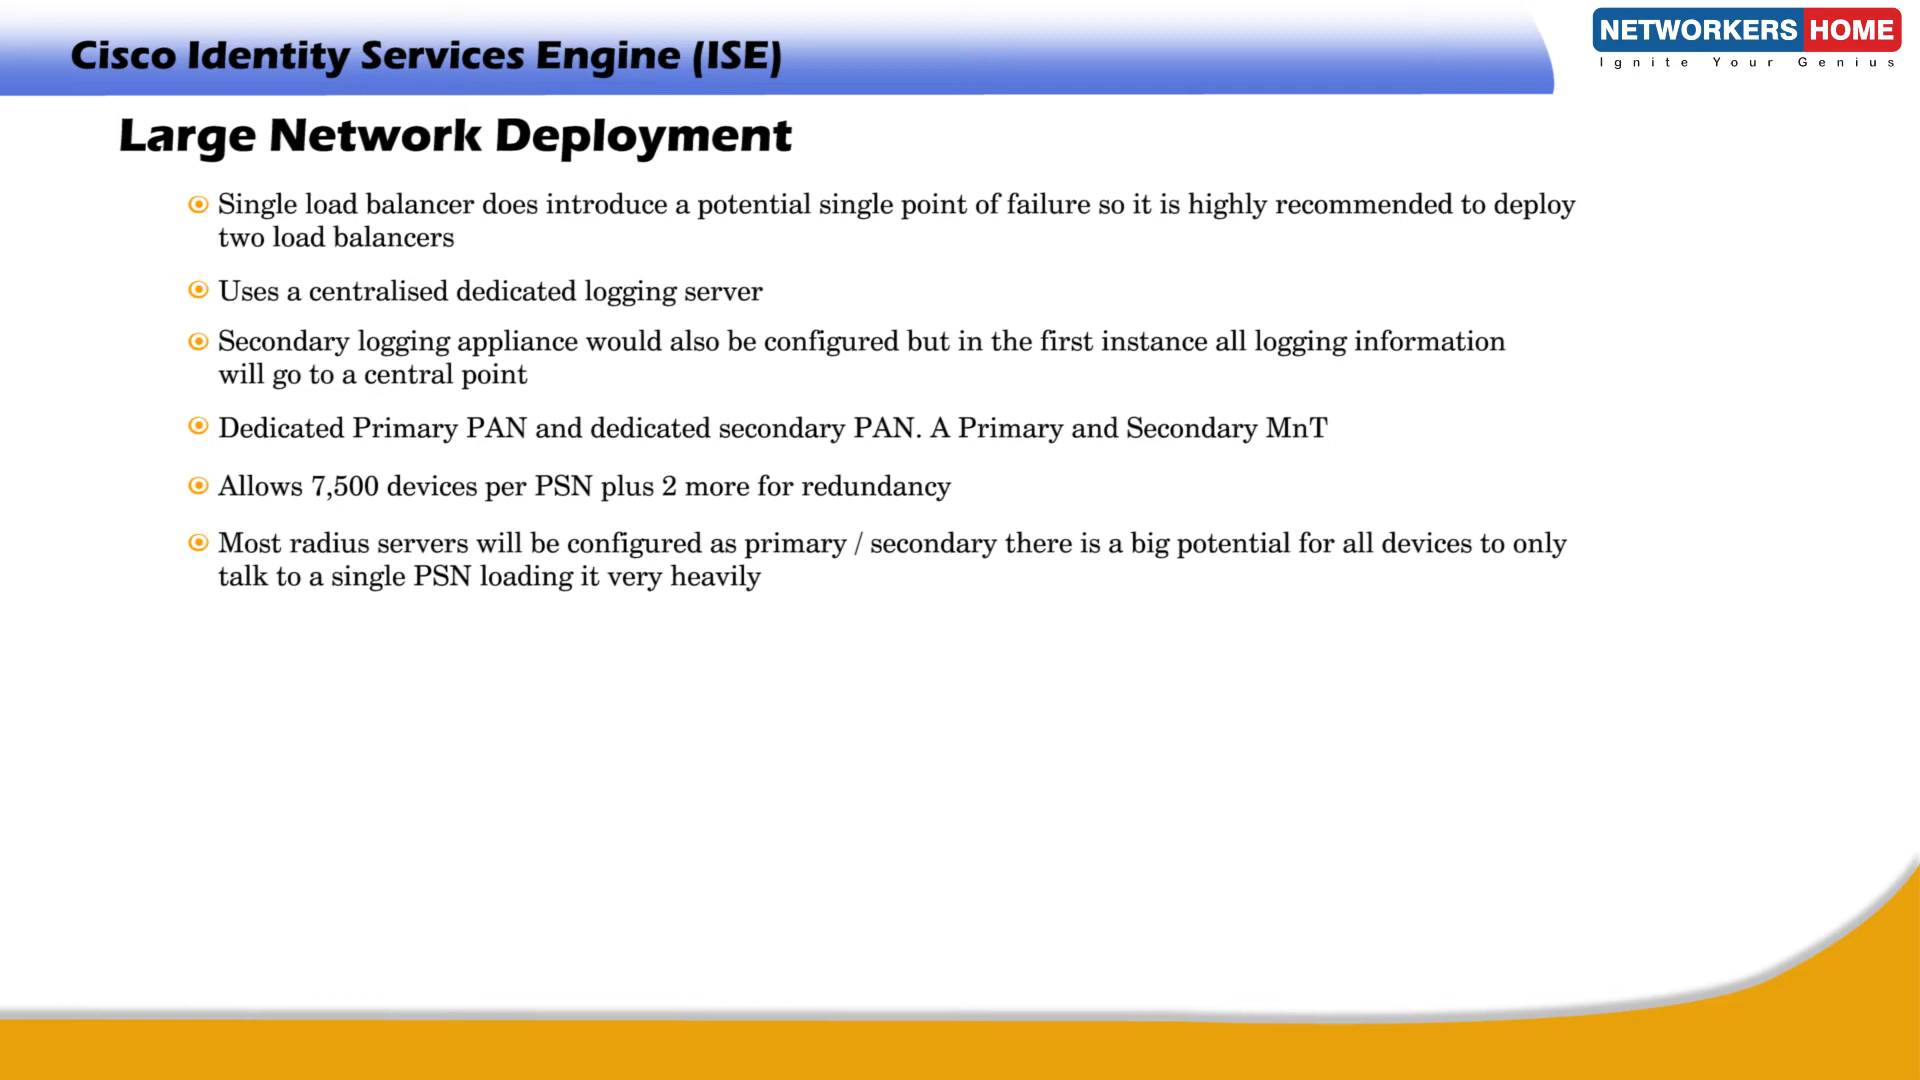 Cisco Identity Services Engine (ISE)
NETWORKERS HOME
Ignite Your Genius
Large Network Deployment
Single load balancer does introduce a potential single point of failure so it is highly recommended to deploy
two load balancers
Uses a centralised dedicated logging server
Secondary logging appliance would also be configured but in the first instance all logging information
will go to a central point
Dedicated Primary PAN and dedicated secondary PAN. A Primary and Secondary MnT
Allows 7,500 devices per PSN plus 2 more for redundancy
Most radius servers will be configured as primary / secondary there is a big potential for all devices to only
talk to a single PSN loading it very heavily